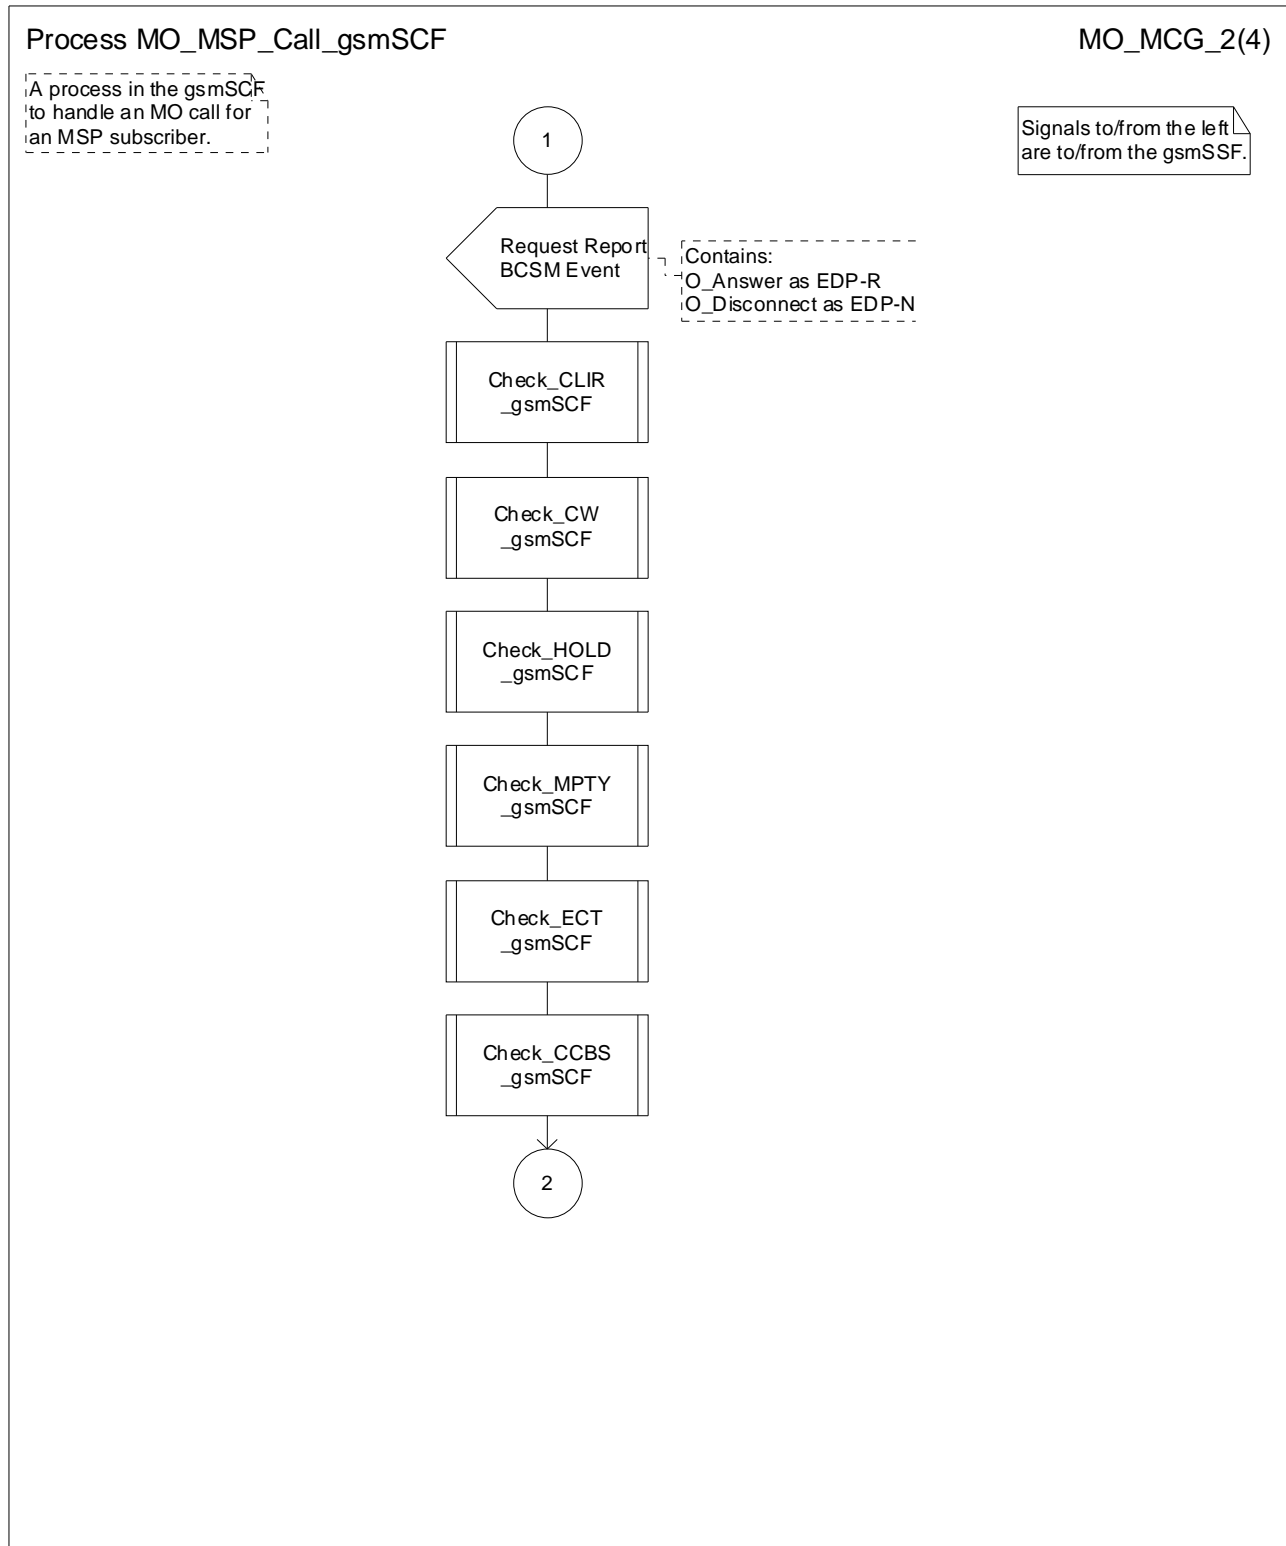 Process MO_MSP_Call_gsmSCF
MO_MCG_2(4)
A process in the gsmSCF
to handle an MO call for
an MSP subscriber.
Signals to/from the left
are to/from the gsmSSF.
1
Request Report
BCSM Event
Contains:
O_Answer as EDP-R
O_Disconnect as EDP-N
Check_CLIR
_gsmSCF
Check_CW
_gsmSCF
Check_HOLD
_gsmSCF
Check_MPTY
_gsmSCF
Check_ECT
_gsmSCF
Check_CCBS
_gsmSCF
2